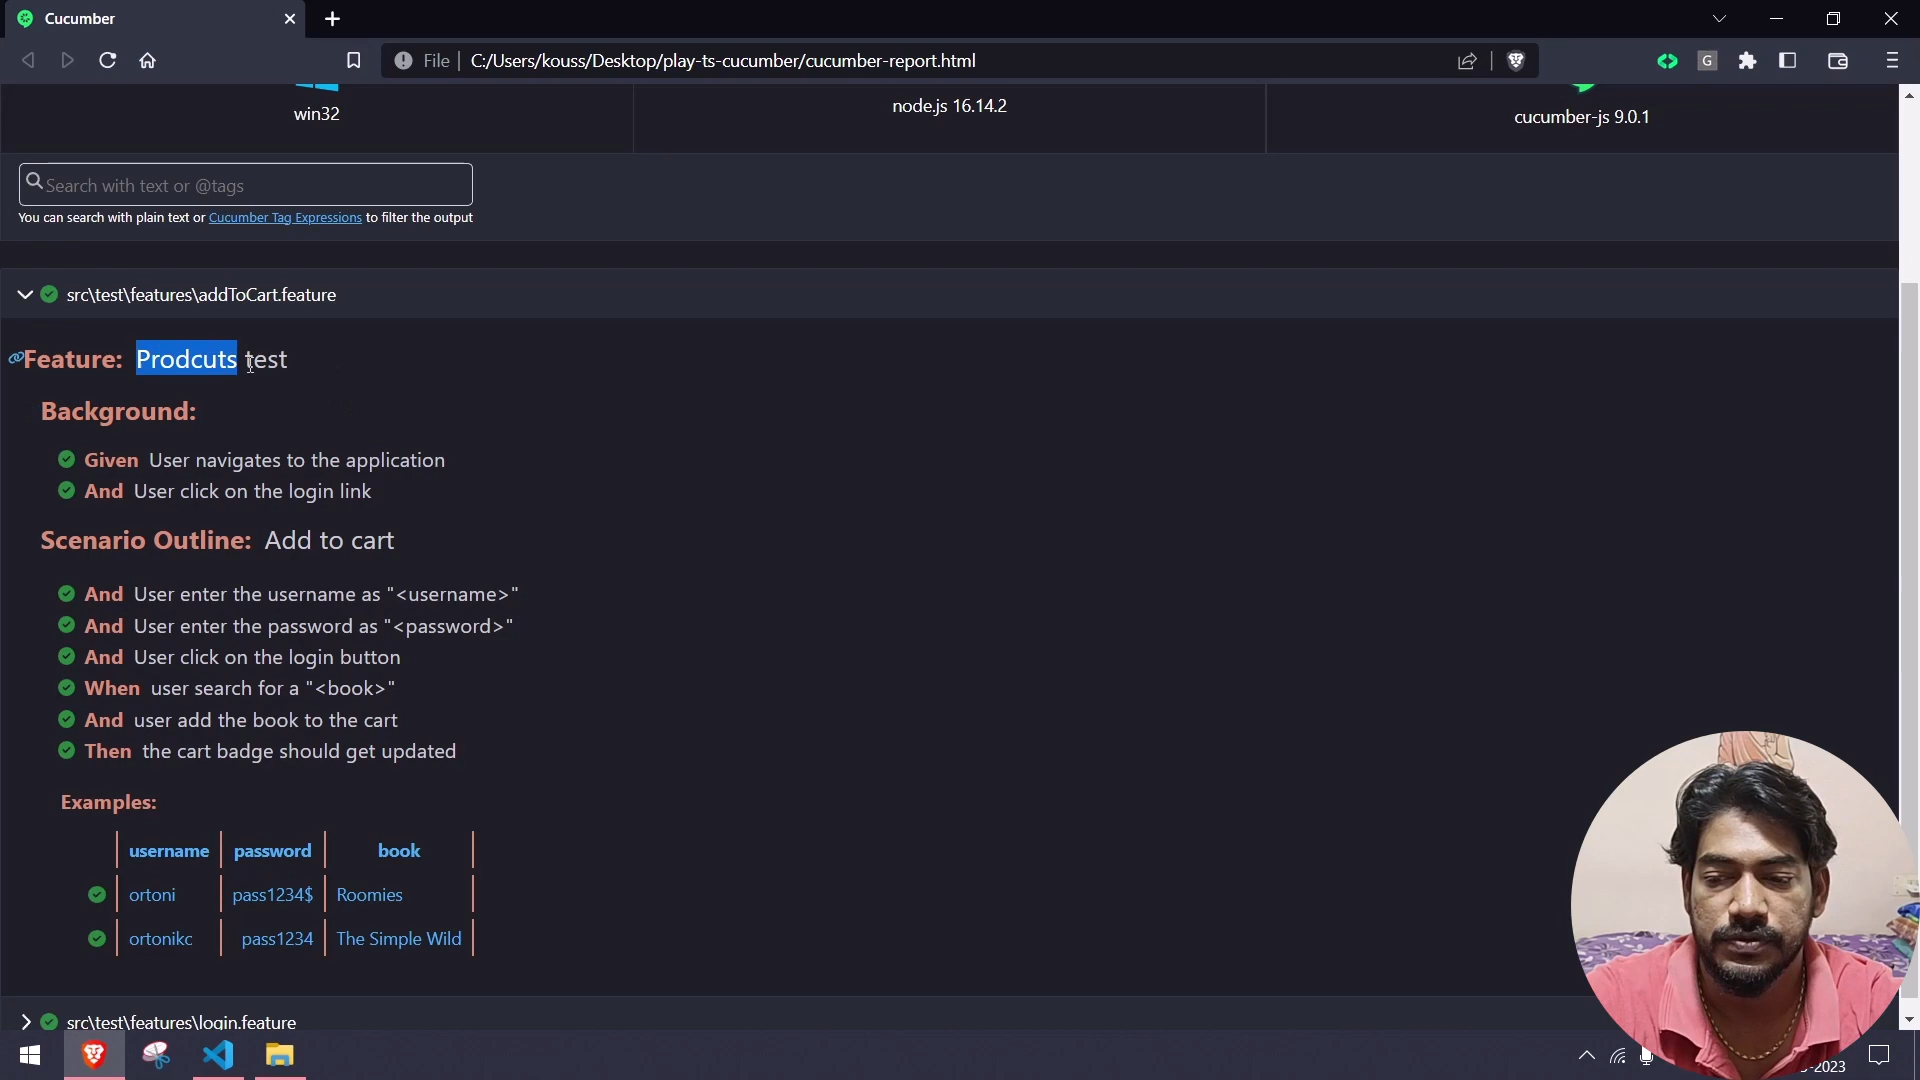 Cucumber
File C:/Users/kouss/Desktop/play-ts-cucumber/cucumber-report.html
G
win32
node.js 16.14.2
cucumber-js 9.0.1
Search with text or @tags
You can search with plain text or Cucumber Tag Expressions to filter the output
src\test\features\addToCart.feature
Feature: Prodcuts test
Background:
Given User navigates to the application
And User click on the login link
Scenario Outline: Add to cart
And User enter the username as "<username>"
And User enter the password as "<password>"
And User click on the login button
When user search for a "<book>"
And user add the book to the cart
Then the cart badge should get updated
Examples:
username password book
ortoni pass1234$ Roomies
ortonikc pass1234 The Simple Wild
src\test\features\login.feature
-2023